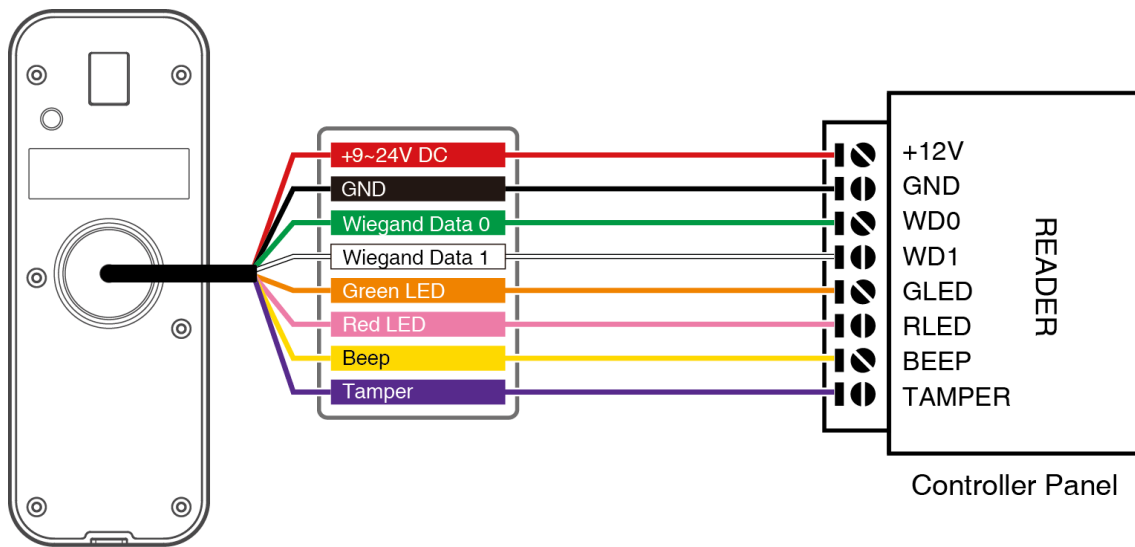 +9~24V DC
GND
Wiegand Data 0
Wiegand Data 1
Green LED
Red LED
Beep
Tamper
+12V
GND
WD0
WD1
GLED
RLED
BEEP
TAMPER
READER
Controller Panel